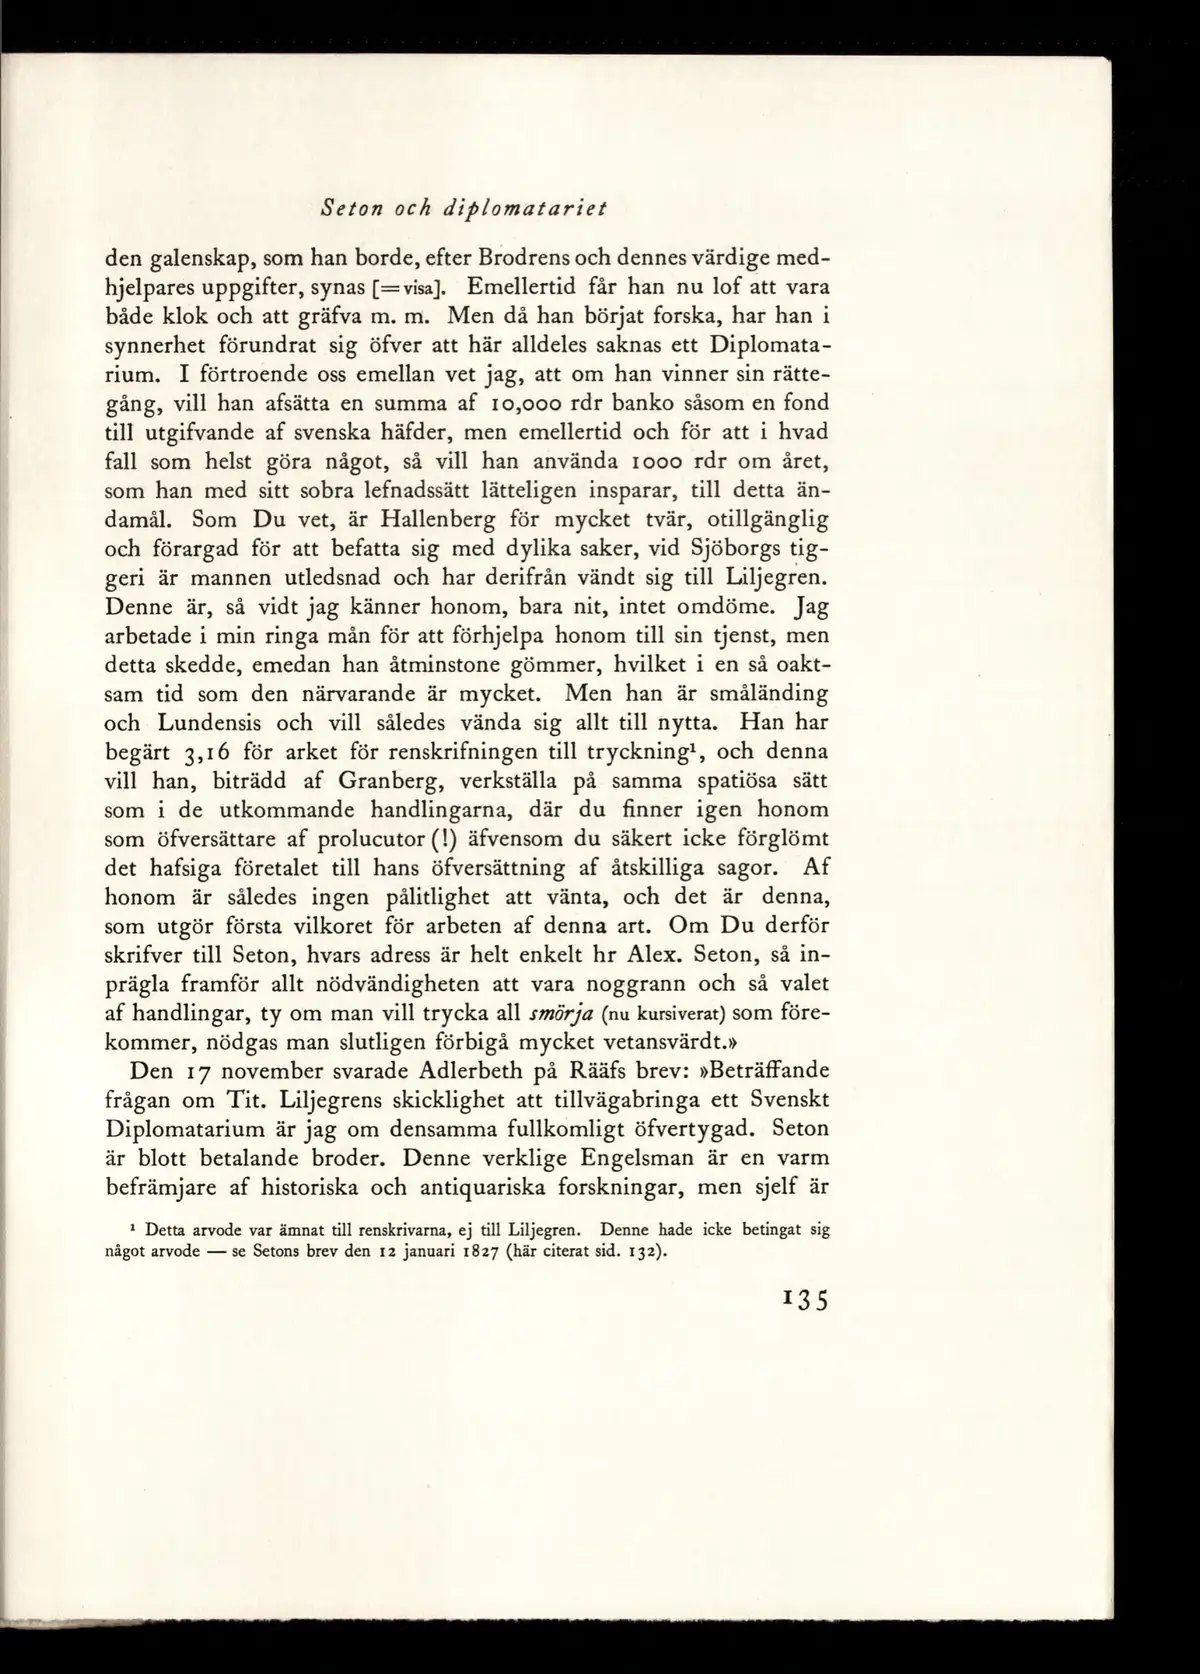 Seton och diplomatariet
den galenskap, som han borde, efter Brodrens och dennes värdige med-
hjelpares uppgifter, synas [=visa]. Emellertid får han nu lof att vara
både klok och att gräfva m. m. Men då han börjat forska, har han i
synnerhet förundrat sig öfver att här alldeles saknas ett Diplomata-
rium. I förtroende oss emellan vet jag, att om han vinner sin rätte-
gång, vill han afsätta en summa af 10,000 rdr banko såsom en fond
till utgifvande af svenska häfder, men emellertid och för att i hvad
fall som helst göra något, så vill han använda 1000 rdr om året,
som han med sitt sobra lefnadssätt lätteligen insparar, till detta än-
damål. Som Du vet, är Hallenberg för mycket tvär, otillgänglig
och förargad för att befatta sig med dylika saker, vid Sjöborgs tig-
geri är mannen utledsnad och har derifrån vändt sig till Liljegren.
Denne är, så vidt jag känner honom, bara nit, intet omdöme. Jag
arbetade i min ringa mån för att förhjelpa honom till sin tjenst, men
detta skedde, emedan han åtminstone gömmer, hvilket i en så oakt-
sam tid som den närvarande är mycket. Men han är småländing
och Lundensis och vill således vända sig allt till nytta. Han har
begärt 3,16 för arket för renskrifningen till tryckning¹, och denna
vill han, biträdd af Granberg, verkställa på samma spatiösa sätt
som i de utkommande handlingarna, där du finner igen honom
som öfversättare af prolucutor (!) äfvensom du säkert icke förglömt
det hafsiga företalet till hans öfversättning af åtskilliga sagor. Af
honom är således ingen pålitlighet att vänta, och det är denna,
som utgör första vilkoret för arbeten af denna art. Om Du derför
skrifver till Seton, hvars adress är helt enkelt hr Alex. Seton, så in-
prägla framför allt nödvändigheten att vara noggrann och så valet
af handlingar, ty om man vill trycka all smörja (nu kursiverat) som före-
kommer, nödgas man slutligen förbigå mycket vetansvärdt.»
Den 17 november svarade Adlerbeth på Rääfs brev: »Beträffande
frågan om Tit. Liljegrens skicklighet att tillvägabringa ett Svenskt
Diplomatarium är jag om densamma fullkomligt öfvertygad. Seton
är blott betalande broder. Denne verklige Engelsman är en varm
befrämjare af historiska och antiquariska forskningar, men sjelf är
¹ Detta arvode var ämnat till renskrivarna, ej till Liljegren. Denne hade icke betingat sig
något arvode — se Setons brev den 12 januari 1827 (här citerat sid. 132).
135